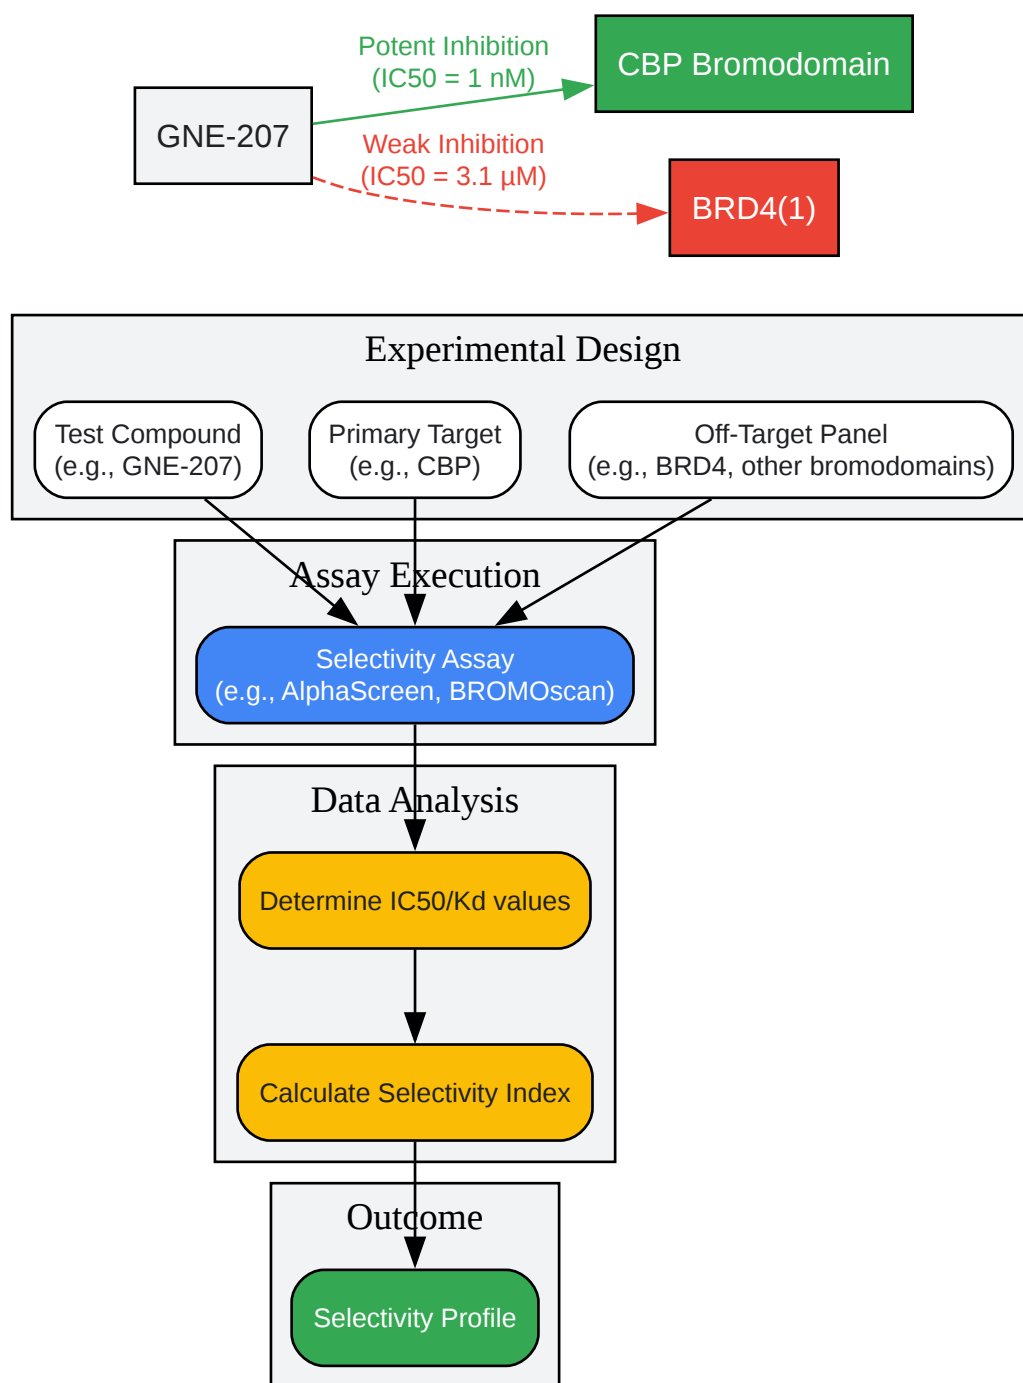 Potent Inhibition
(IC50 = 1 nM)
CBP Bromodomain
GNE-207
Weak Inhibition
(IC50 = 3.1 µM)
BRD4(1)
Experimental Design
Test Compound
(e.g., GNE-207)
Primary Target
(e.g., CBP)
Off-Target Panel
(e.g., BRD4, other bromodomains)
Assay Execution
Selectivity Assay
(e.g., AlphaScreen, BROMOscan)
Data Analysis
Determine IC50/Kd values
Calculate Selectivity Index
Outcome
Selectivity Profile